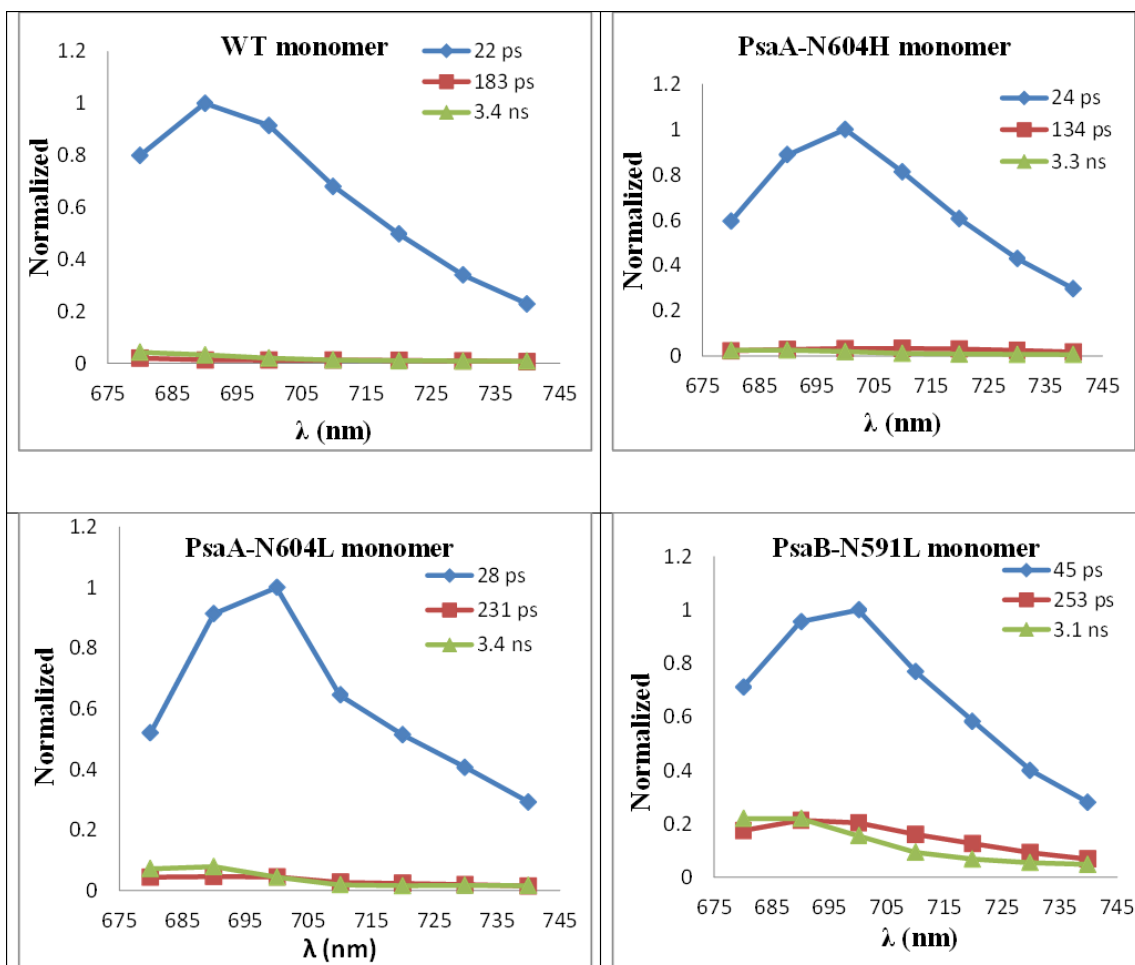 WT monomer
22 ps
183 ps
3.4 ns
Normalized
1.2
1
0.8
0.6
0.4
0.2
0
675 685 695 705 715 725 735 745
λ (nm)
PsaA-N604H monomer
24 ps
134 ps
3.3 ns
Normalized
1.2
1
0.8
0.6
0.4
0.2
0
675 685 695 705 715 725 735 745
λ (nm)
PsaA-N604L monomer
28 ps
231 ps
3.4 ns
Normalized
1.2
1
0.8
0.6
0.4
0.2
0
675 685 695 705 715 725 735 745
λ (nm)
PsaB-N591L monomer
45 ps
253 ps
3.1 ns
Normalized
1.2
1
0.8
0.6
0.4
0.2
0
675 685 695 705 715 725 735 745
λ (nm)